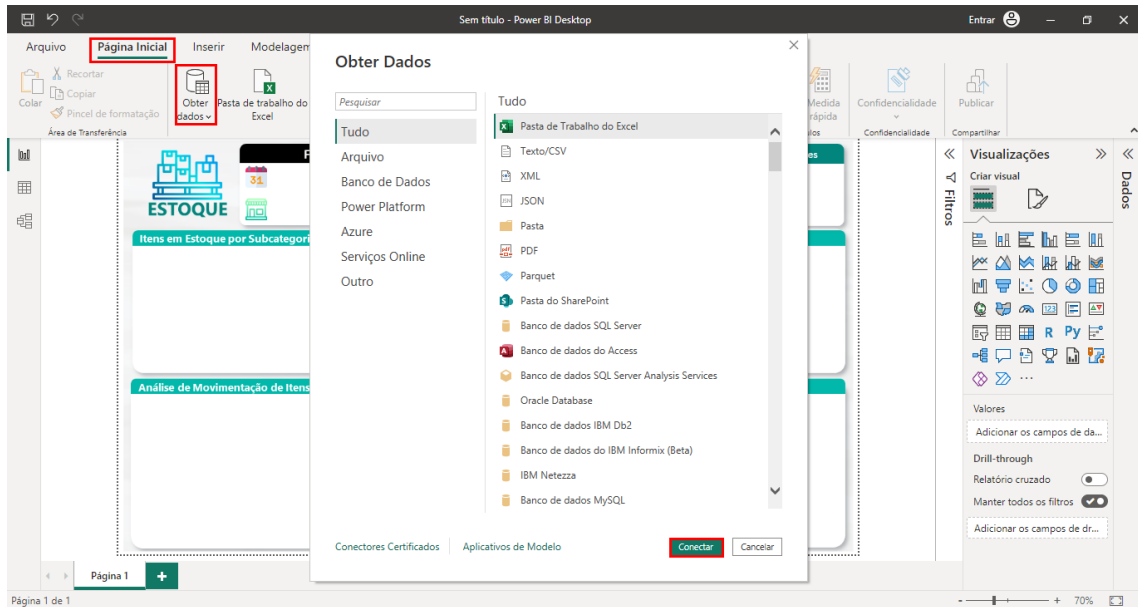 Sem título - Power BI Desktop
Entrar
Arquivo
Página Inicial
Inserir
Modelagem
Colar
Recortar
Copiar
Pincel de formatação
Área de Transferência
Obter
dados
Pasta de trabalho do
Excel
Medida
rápida
Confidencialidade
Confidencialidade
Publicar
Compartilhar
ESTOQUE
31
Itens em Estoque por Subcategori
Análise de Movimentação de Itens
Obter Dados
Pesquisar
Tudo
Arquivo
Banco de Dados
Power Platform
Azure
Serviços Online
Outro
Tudo
Pasta de Trabalho do Excel
Texto/CSV
XML
JSON
Pasta
PDF
Parquet
Pasta do SharePoint
Banco de dados SQL Server
Banco de dados do Access
Banco de dados SQL Server Analysis Services
Oracle Database
Banco de dados IBM Db2
Banco de dados do IBM Informix (Beta)
IBM Netezza
Banco de dados MySQL
Conectores Certificados
Aplicativos de Modelo
Conectar
Cancelar
Filtros
Visualizações
Criar visual
123
R
Py
...
Valores
Adicionar os campos de da...
Drill-through
Relatório cruzado
Manter todos os filtros
Adicionar os campos de dr...
Dados
Página 1
+
Página 1 de 1
- + 70%